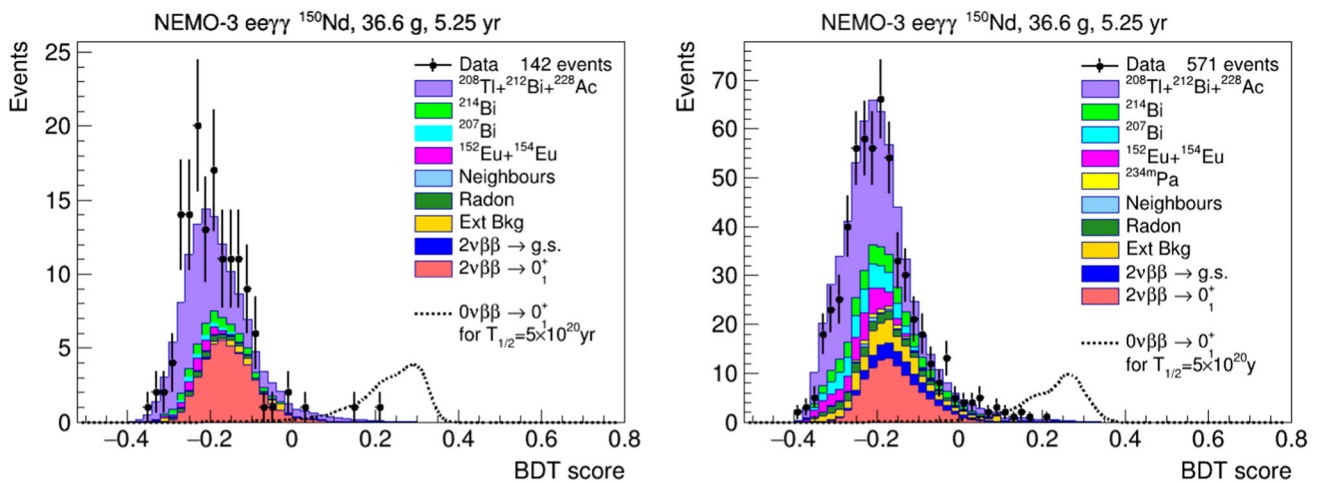 NEMO-3 eeγγ ¹⁵⁰Nd, 36.6 g, 5.25 yr
Events
25
20
15
10
5
0
Data 142 events
²⁰⁸Tl+²¹²Bi+²²⁸Ac
²¹⁴Bi
²⁰⁷Bi
¹⁵²Eu+¹⁵⁴Eu
Neighbours
Radon
Ext Bkg
2νββ → g.s.
2νββ → 0⁺₁
0νββ → 0⁺₁
for T₁/₂=5×10²⁰yr
−0.4 −0.2 0 0.2 0.4 0.6 0.8
BDT score
NEMO-3 eeγγ ¹⁵⁰Nd, 36.6 g, 5.25 yr
Events
70
60
50
40
30
20
10
0
Data 571 events
²⁰⁸Tl+²¹²Bi+²²⁸Ac
²¹⁴Bi
²⁰⁷Bi
¹⁵²Eu+¹⁵⁴Eu
²³⁴ᵐPa
Neighbours
Radon
Ext Bkg
2νββ → g.s.
2νββ → 0⁺₁
0νββ → 0⁺₁
for T₁/₂=5×10²⁰y
−0.4 −0.2 0 0.2 0.4 0.6 0.8
BDT score